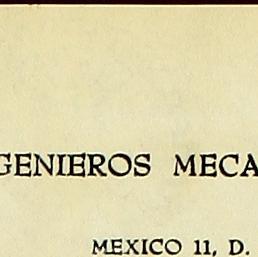 GENIEROS MECA
MEXICO 11, D.